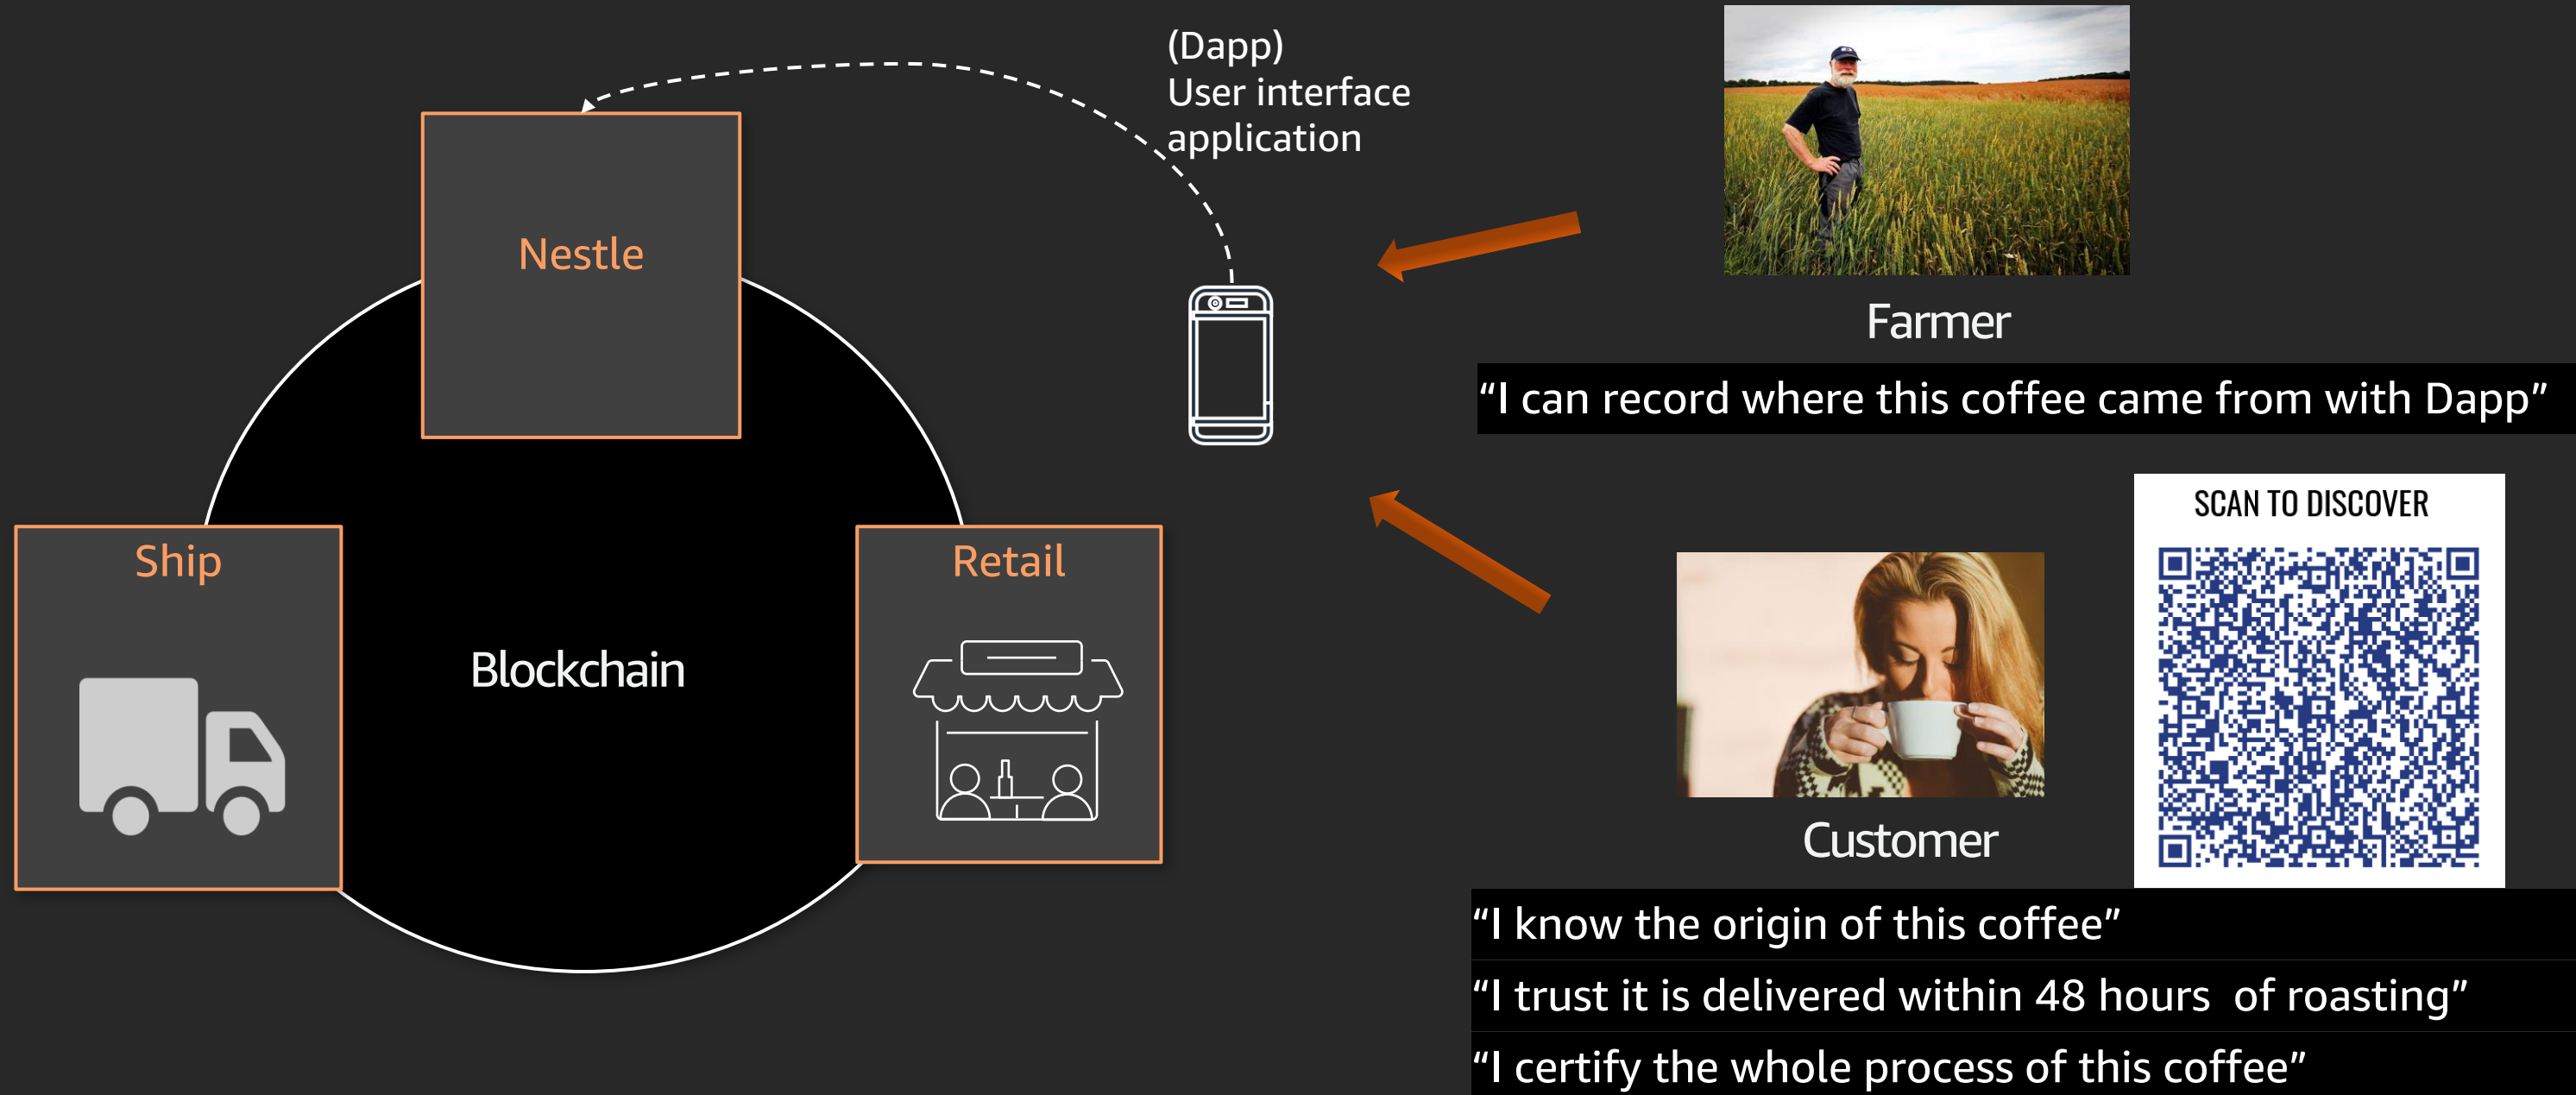 (Dapp)
User interface
application
Nestle
Ship
Retail
Blockchain
Farmer
“I can record where this coffee came from with Dapp”
SCAN TO DISCOVER
Customer
“I know the origin of this coffee”
“I trust it is delivered within 48 hours  of roasting”
“I certify the whole process of this coffee”